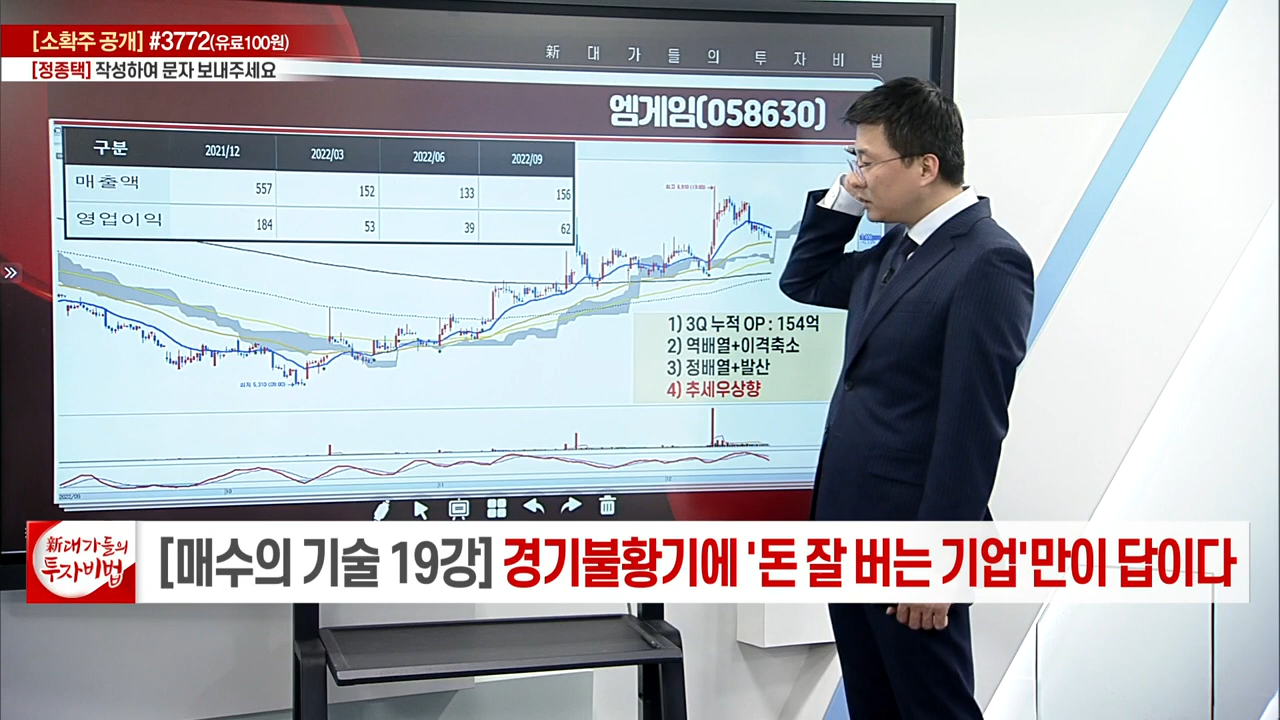 [소확주 공개] #3772(유료100원)
[정종택] 작성하여 문자 보내주세요
新 대 가 들 의 투 자 비 법
엠게임(058630)
구분 2021/12 2022/03 2022/06 2022/09
매출액 557 152 133 156
영업이익 184 53 39 62
최저 5,310 (09:00)
1) 3Q 누적 OP : 154억
2) 역배열+이격축소
3) 정배열+발산
4) 추세우상향
新대가들의
투자비법
[매수의 기술 19강] 경기불황기에 '돈 잘 버는 기업'만이 답이다